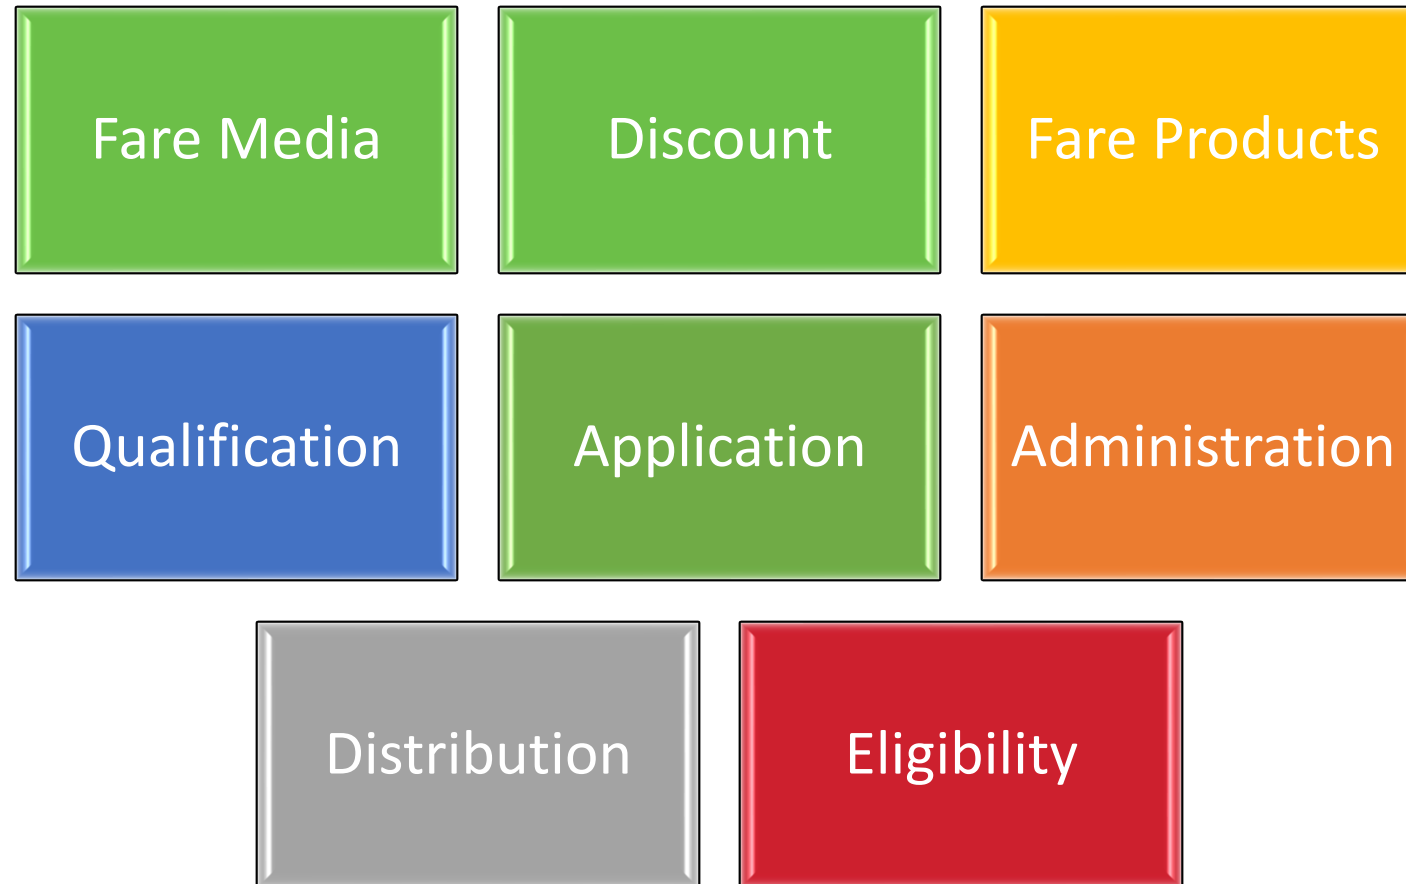 Fare Media
Discount
Fare Products
Qualification
Application
Administration
Distribution
Eligibility